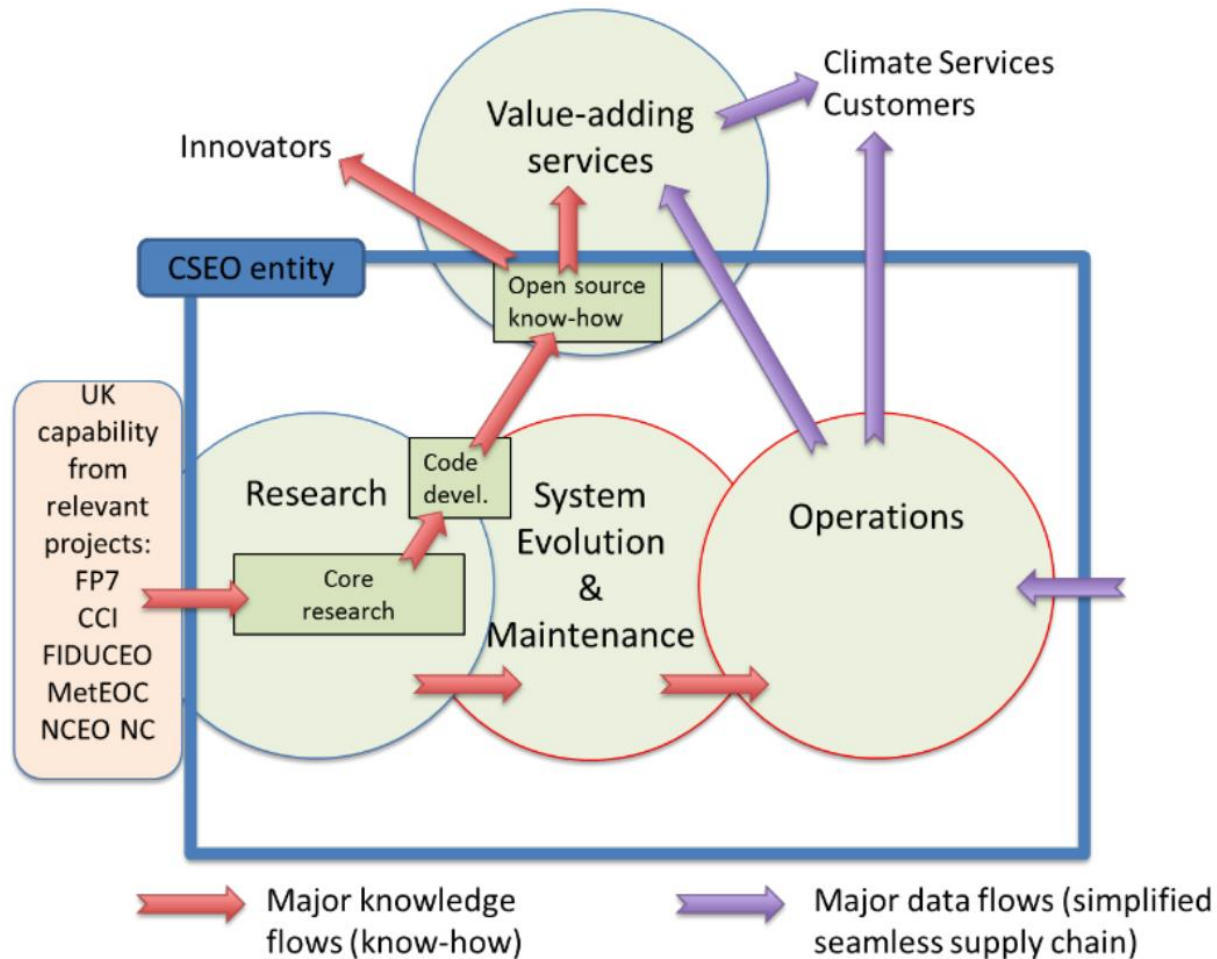 Climate Services
Customers
Value-adding
services
Innovators
CSEO entity
Open source
know-how
UK
capability
from
relevant
projects:
FP7
CCI
FIDUCEO
MetEOC
NCEO NC
Research
Code
devel.
Core
research
System
Evolution
&
Maintenance
Operations
Major knowledge
flows (know-how)
Major data flows (simplified
seamless supply chain)